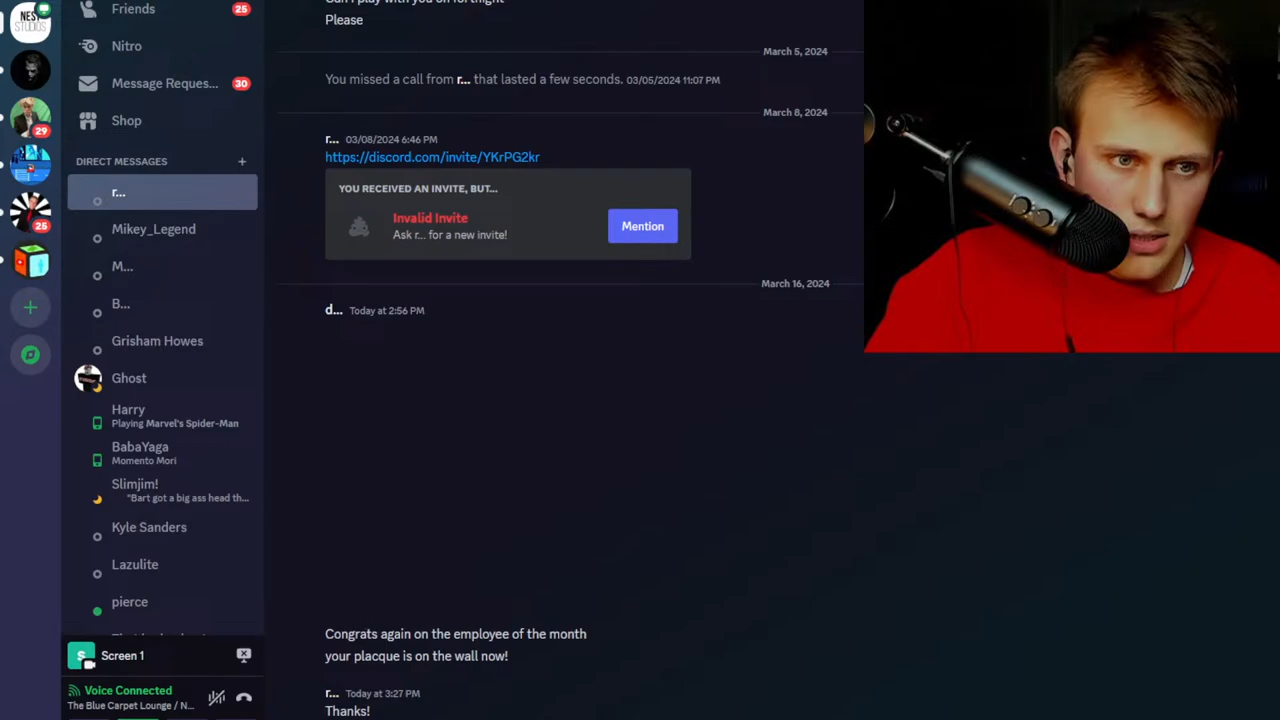 NEST
STUDIOS
Friends
25
Nitro
Message Reques...
30
Shop
29
25
DIRECT MESSAGES
+
r...
Mikey_Legend
M...
B...
Grisham Howes
Ghost
Harry
Playing Marvel's Spider-Man
BabaYaga
Momento Mori
Slimjim!
"Bart got a big ass head th...
Kyle Sanders
Lazulite
pierce
S
Screen 1
Voice Connected
The Blue Carpet Lounge / N...
Please
March 5, 2024
You missed a call from r... that lasted a few seconds. 03/05/2024 11:07 PM
March 8, 2024
r... 03/08/2024 6:46 PM
https://discord.com/invite/YKrPG2kr
YOU RECEIVED AN INVITE, BUT...
Invalid Invite
Ask r... for a new invite!
Mention
March 16, 2024
d... Today at 2:56 PM
Congrats again on the employee of the month
your placque is on the wall now!
r... Today at 3:27 PM
Thanks!